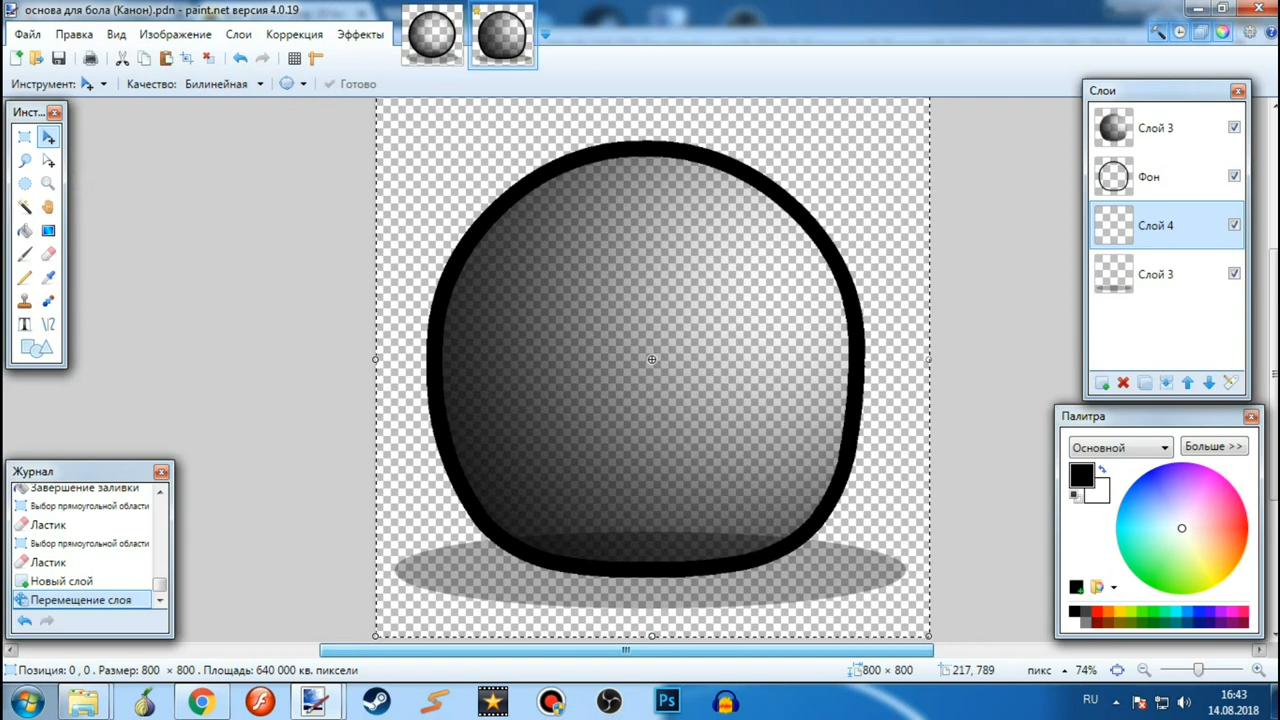 основа для бола (Канон).pdn - paint.net версия 4.0.19
Файл Правка Вид Изображение Слои Коррекция Эффекты
Инструмент: Качество: Билинейная Готово
Инст...
Слои
Слой 3
Фон
Слой 4
Слой 3
Палитра
Основной Больше >>
Журнал
Завершение заливки
Выбор прямоугольной области
Ластик
Выбор прямоугольной области
Ластик
Новый слой
Перемещение слоя
Позиция: 0 , 0 . Размер: 800 × 800 . Площадь: 640 000 кв. пиксели 800 × 800 217, 789 пикс 74%
Ps
RU
16:43
14.08.2018